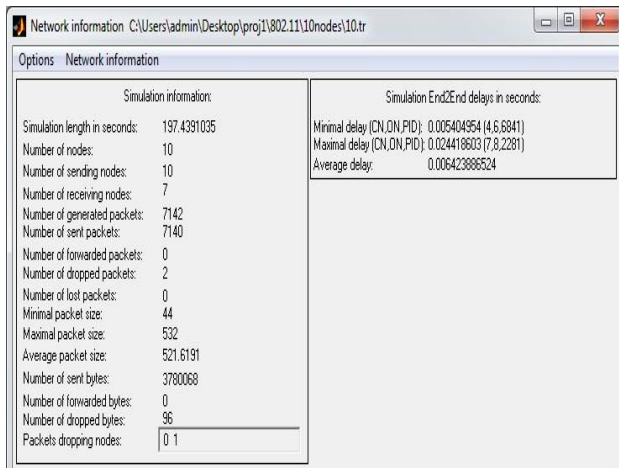 Network information C:\Users\admin\Desktop\proj1\802.11\10nodes\10.tr
Options Network information
Simulation information:
Simulation length in seconds: 197.4391035
Number of nodes: 10
Number of sending nodes: 10
Number of receiving nodes: 7
Number of generated packets: 7142
Number of sent packets: 7140
Number of forwarded packets: 0
Number of dropped packets: 2
Number of lost packets: 0
Minimal packet size: 44
Maximal packet size: 532
Average packet size: 521.6191
Number of sent bytes: 3780068
Number of forwarded bytes: 0
Number of dropped bytes: 96
Packets dropping nodes: 0 1
Simulation End2End delays in seconds:
Minimal delay (CN,ON,PID): 0.005404954 (4,6,6841)
Maximal delay (CN,ON,PID): 0.024418603 (7,8,2281)
Average delay: 0.006423886524